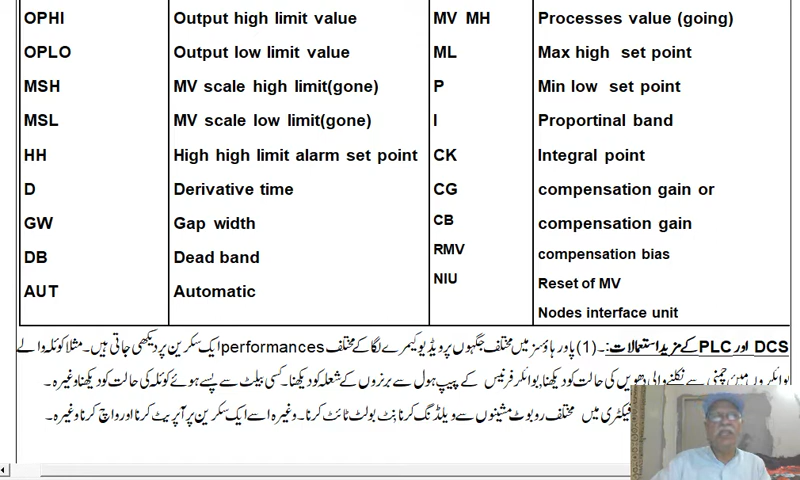 OPHI Output high limit value MV MH Processes value (going)
OPLO Output low limit value ML Max high set point
MSH MV scale high limit(gone) P Min low set point
MSL MV scale low limit(gone) I Proportinal band
HH High high limit alarm set point CK Integral point
D Derivative time CG compensation gain or
GW Gap width CB compensation gain
DB Dead band RMV compensation bias
AUT Automatic NIU Reset of MV
Nodes interface unit
DCS اور PLC کے مزید استعمالات:۔ (1) پاور ہاؤسز میں مختلف جگہوں پر ویڈیو کیمرے لگا کے مختلف performances ایک سکرین پر دیکھی جاتی ہیں۔ مثلا کوئلہ والے
بوائلروں میں چمنی سے نکلنے والی دھویں کی حالت کو دیکھنا، بوائلر فرنیس کے پیپ ہول سے برنروں کے شعلہ کو دیکھنا۔ کسی بیلٹ سے پسے ہوئے کوئلہ کی حالت کو دیکھنا وغیرہ۔
فیکٹری میں مختلف روبوٹ مشینوں سے ویلڈنگ کرنا، نٹ بولٹ ٹائٹ کرنا۔ وغیرہ اسے ایک سکرین پر آپریٹ کرنا اور واچ کرنا وغیرہ۔